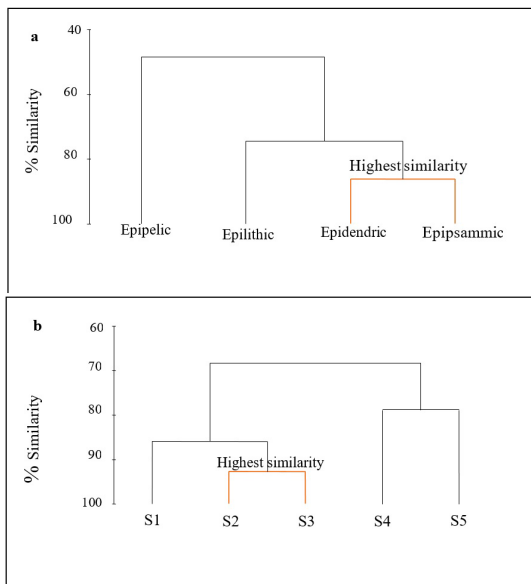 a
40
60
80
100
% Similarity
Highest similarity
Epipelic Epilithic Epidendric Epipsammic
b
60
70
80
90
100
% Similarity
Highest similarity
S1 S2 S3 S4 S5